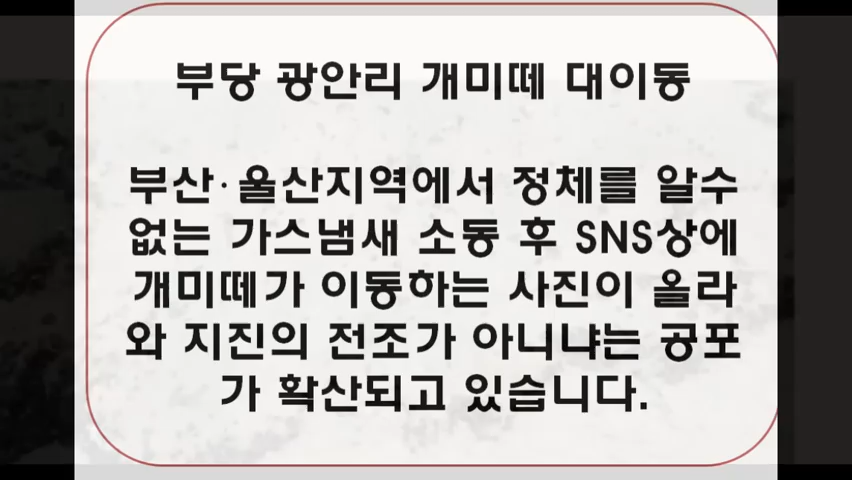 부당 광안리 개미떼 대이동
부산·울산지역에서 정체를 알수
없는 가스냄새 소동 후 SNS상에
개미떼가 이동하는 사진이 올라
와 지진의 전조가 아니냐는 공포
가 확산되고 있습니다.